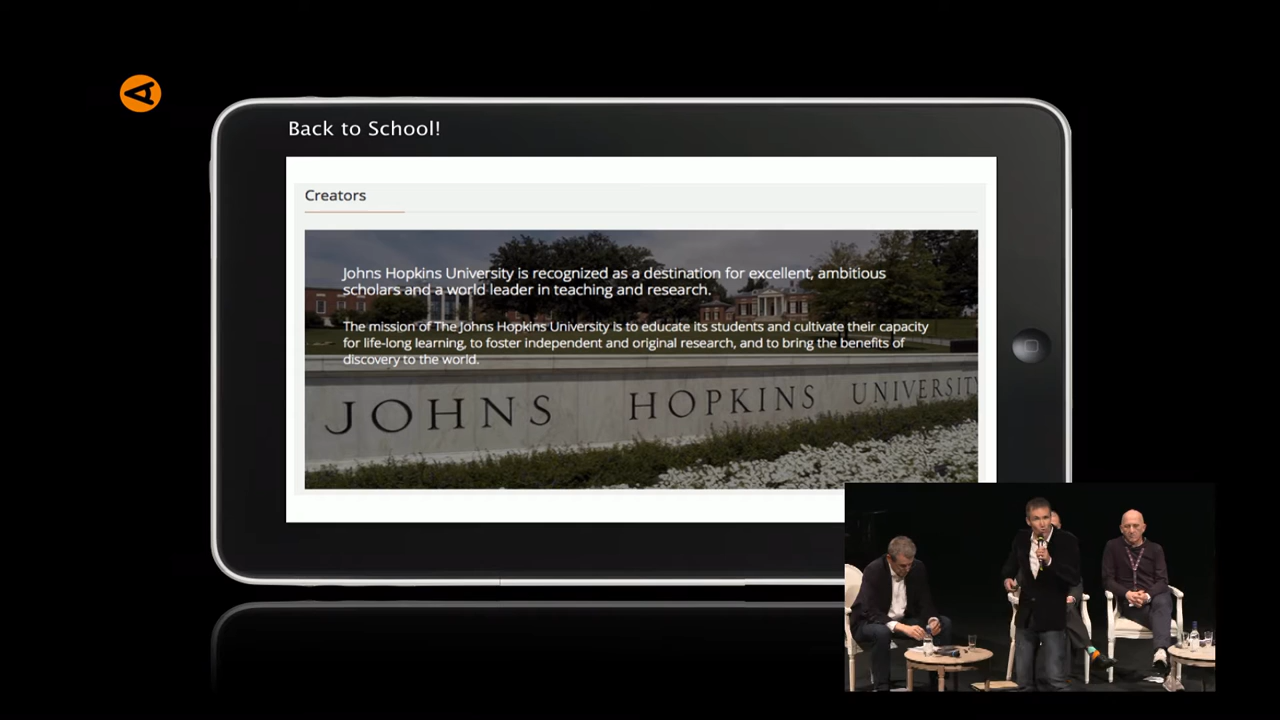 Back to School!
Creators
Johns Hopkins University is recognized as a destination for excellent, ambitious
scholars and a world leader in teaching and research.
The mission of The Johns Hopkins University is to educate its students and cultivate their capacity
for life-long learning, to foster independent and original research, and to bring the benefits of
discovery to the world.
JOHNS HOPKINS UNIVERSITY